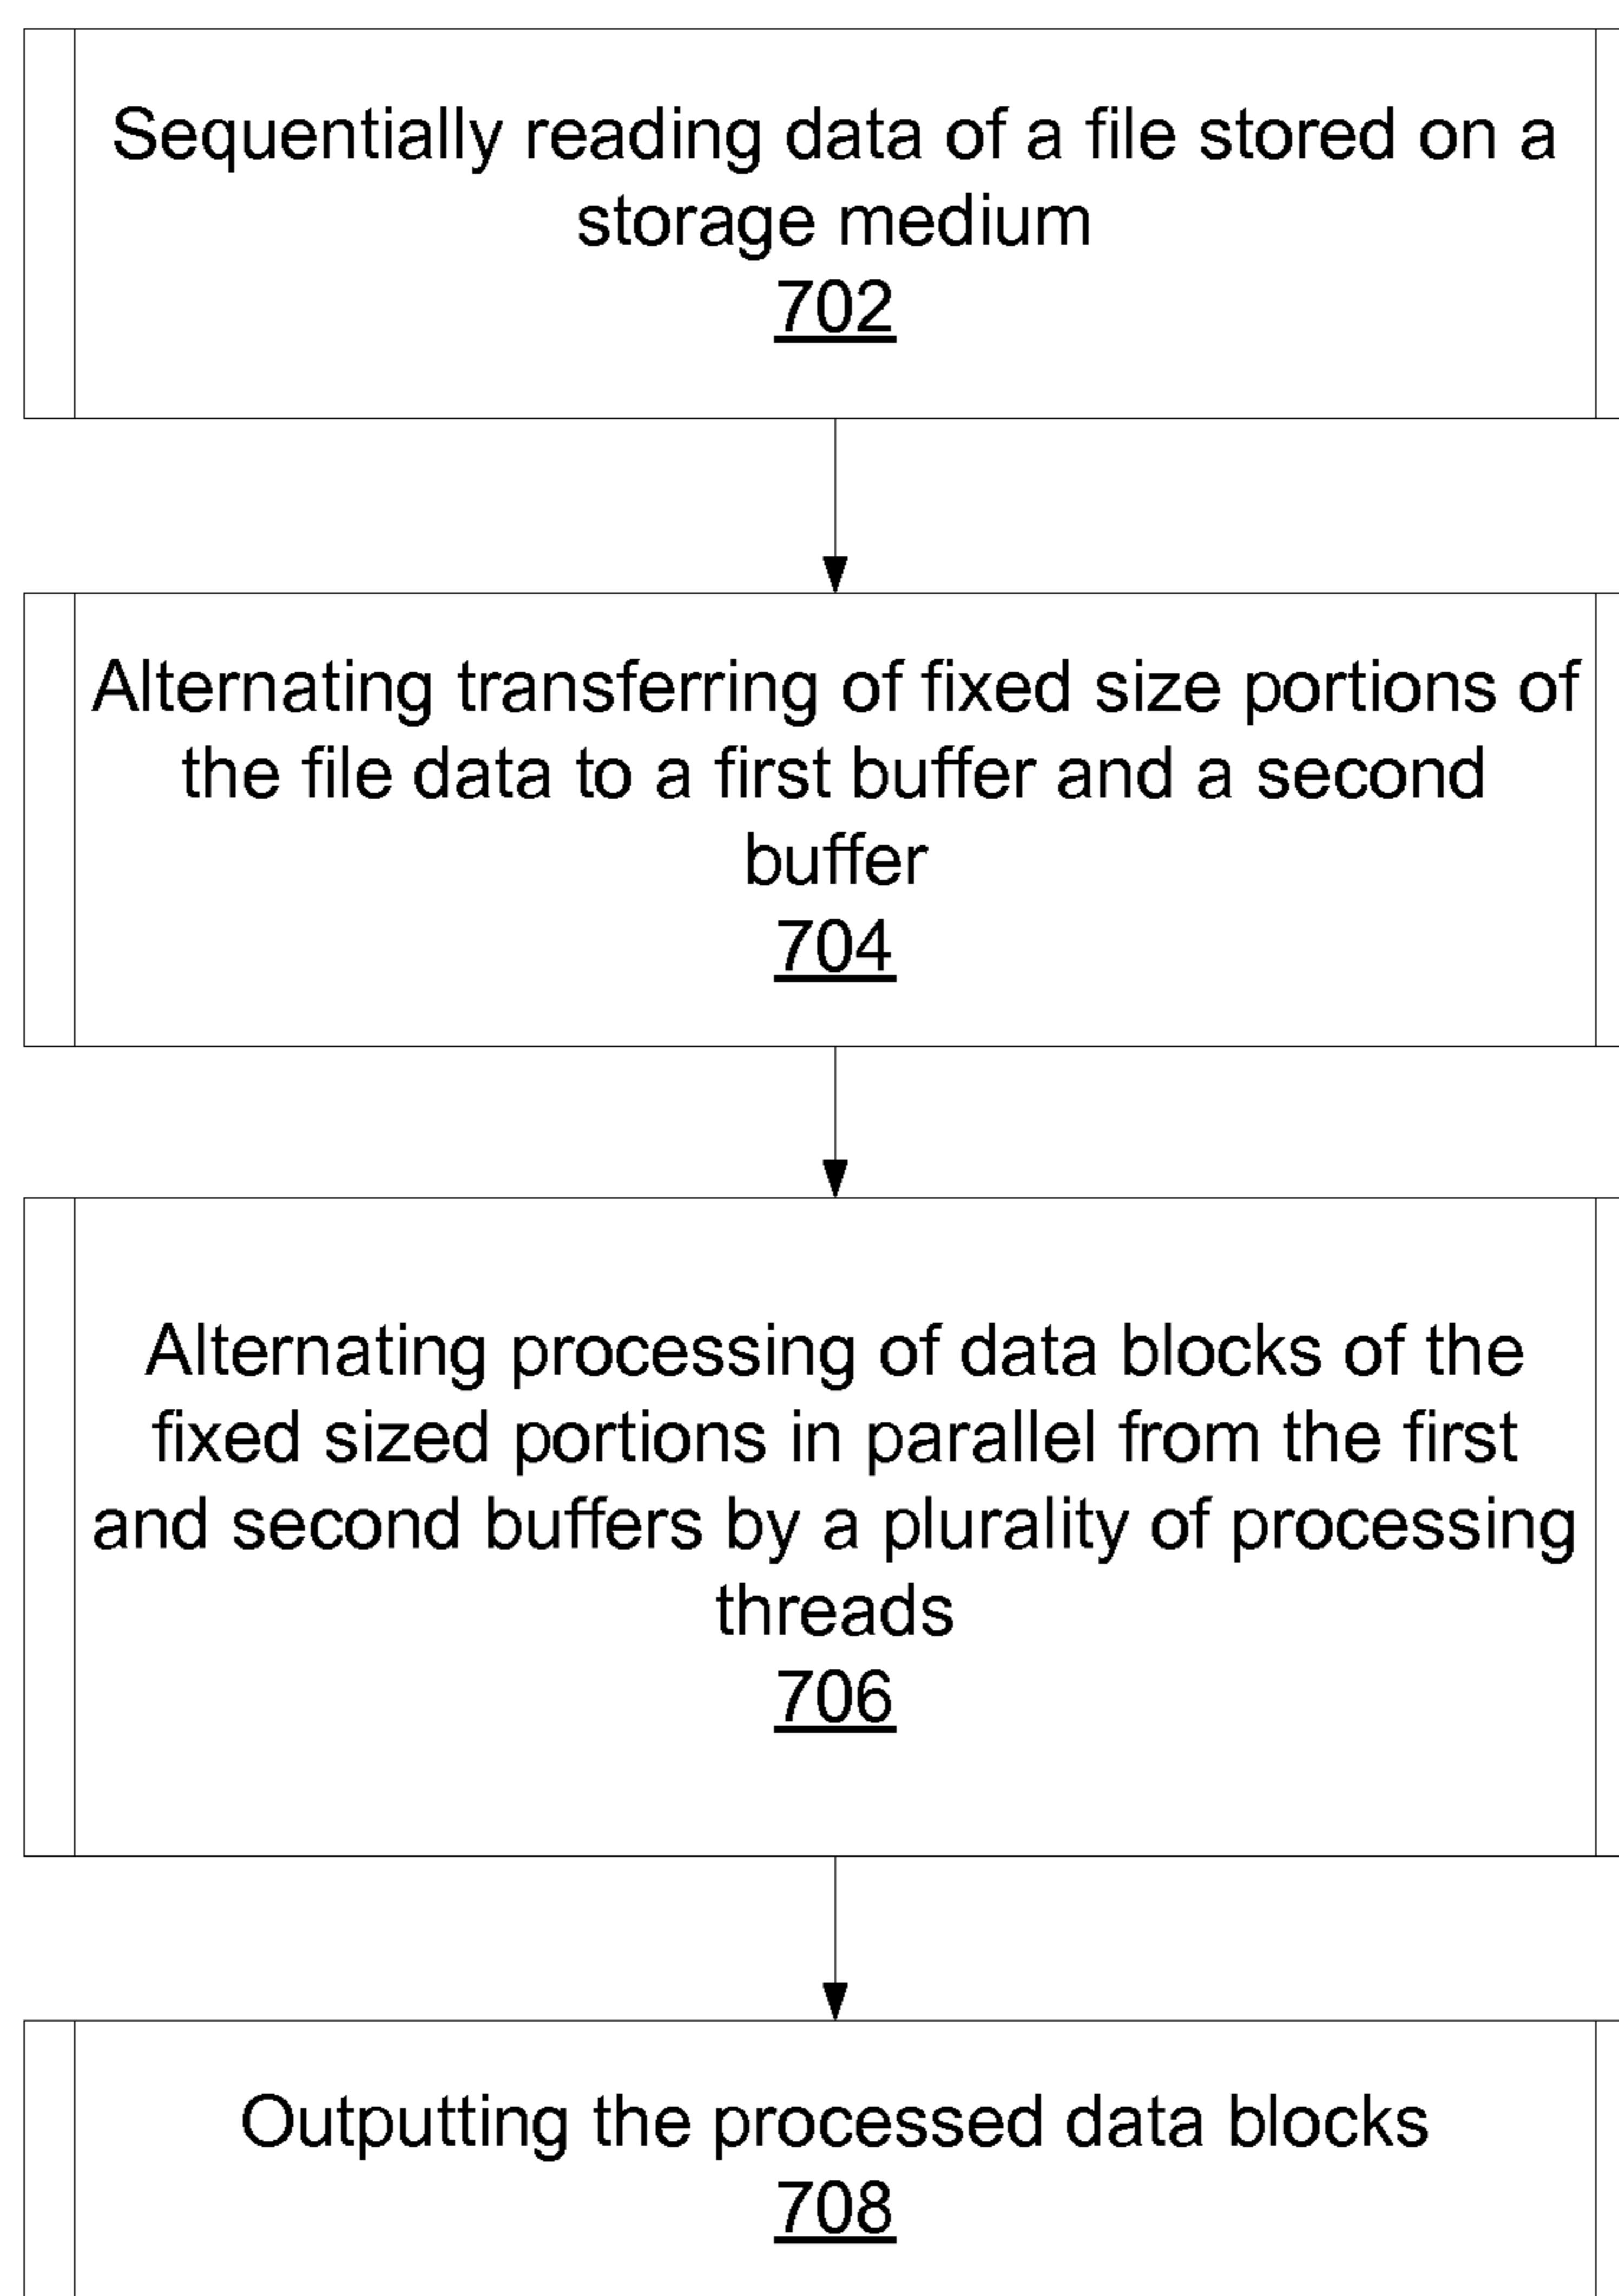 Sequentially reading data of a file stored on a
storage medium
702
Alternating transferring of fixed size portions of
the file data to a first buffer and a second
buffer
704
Alternating processing of data blocks of the
fixed sized portions in parallel from the first
and second buffers by a plurality of processing
threads
706
Outputting the processed data blocks
708